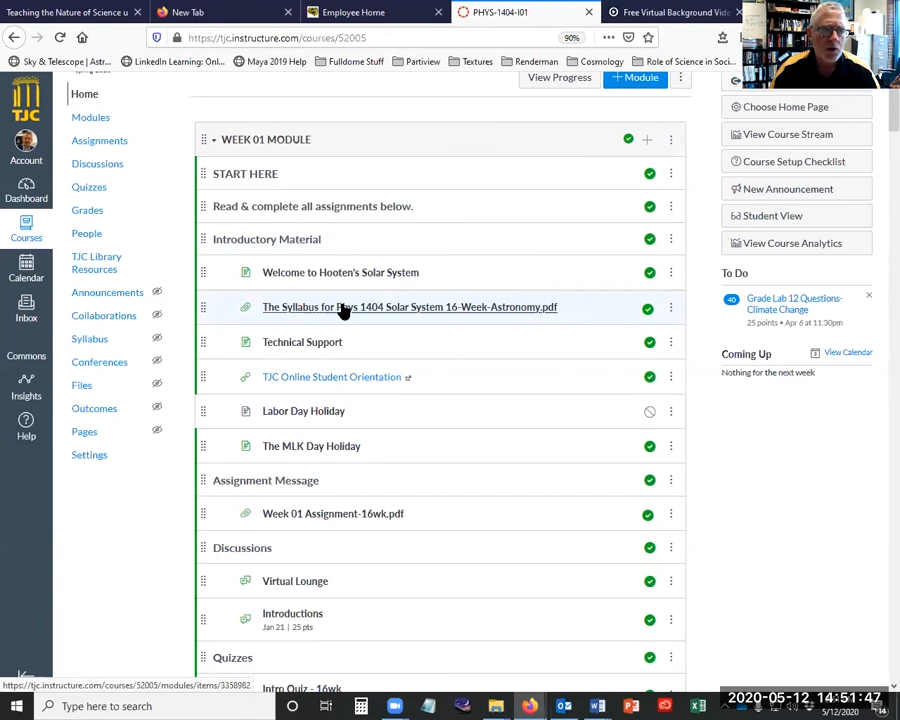 Teaching the Nature of Science u
New Tab
Employee Home
PHYS-1404-I01
Free Virtual Background Vide
https://tjc.instructure.com/courses/52005
90%
Sky & Telescope | Astr...
LinkedIn Learning: Onl...
Maya 2019 Help
Fulldome Stuff
Partiview
Textures
Renderman
Cosmology
Role of Science in Soci...
TJC
Account
Dashboard
Courses
Calendar
Inbox
Commons
Insights
Help
Home
Modules
Assignments
Discussions
Quizzes
Grades
People
TJC Library
Resources
Announcements
Collaborations
Syllabus
Conferences
Files
Outcomes
Pages
Settings
View Progress
+Module
WEEK 01 MODULE
START HERE
Read & complete all assignments below.
Introductory Material
Welcome to Hooten's Solar System
The Syllabus for Phys 1404 Solar System 16-Week-Astronomy.pdf
Technical Support
TJC Online Student Orientation
Labor Day Holiday
The MLK Day Holiday
Assignment Message
Week 01 Assignment-16wk.pdf
Discussions
Virtual Lounge
Introductions
Jan 21 | 25 pts
Quizzes
Intro Quiz - 16wk
Choose Home Page
View Course Stream
Course Setup Checklist
New Announcement
Student View
View Course Analytics
To Do
40
Grade Lab 12 Questions-
Climate Change
25 points • Apr 6 at 11:30pm
Coming Up
View Calendar
Nothing for the next week
https://tjc.instructure.com/courses/52005/modules/items/3358982
Type here to search
2020-05-12 14:51:47
5/12/2020
14